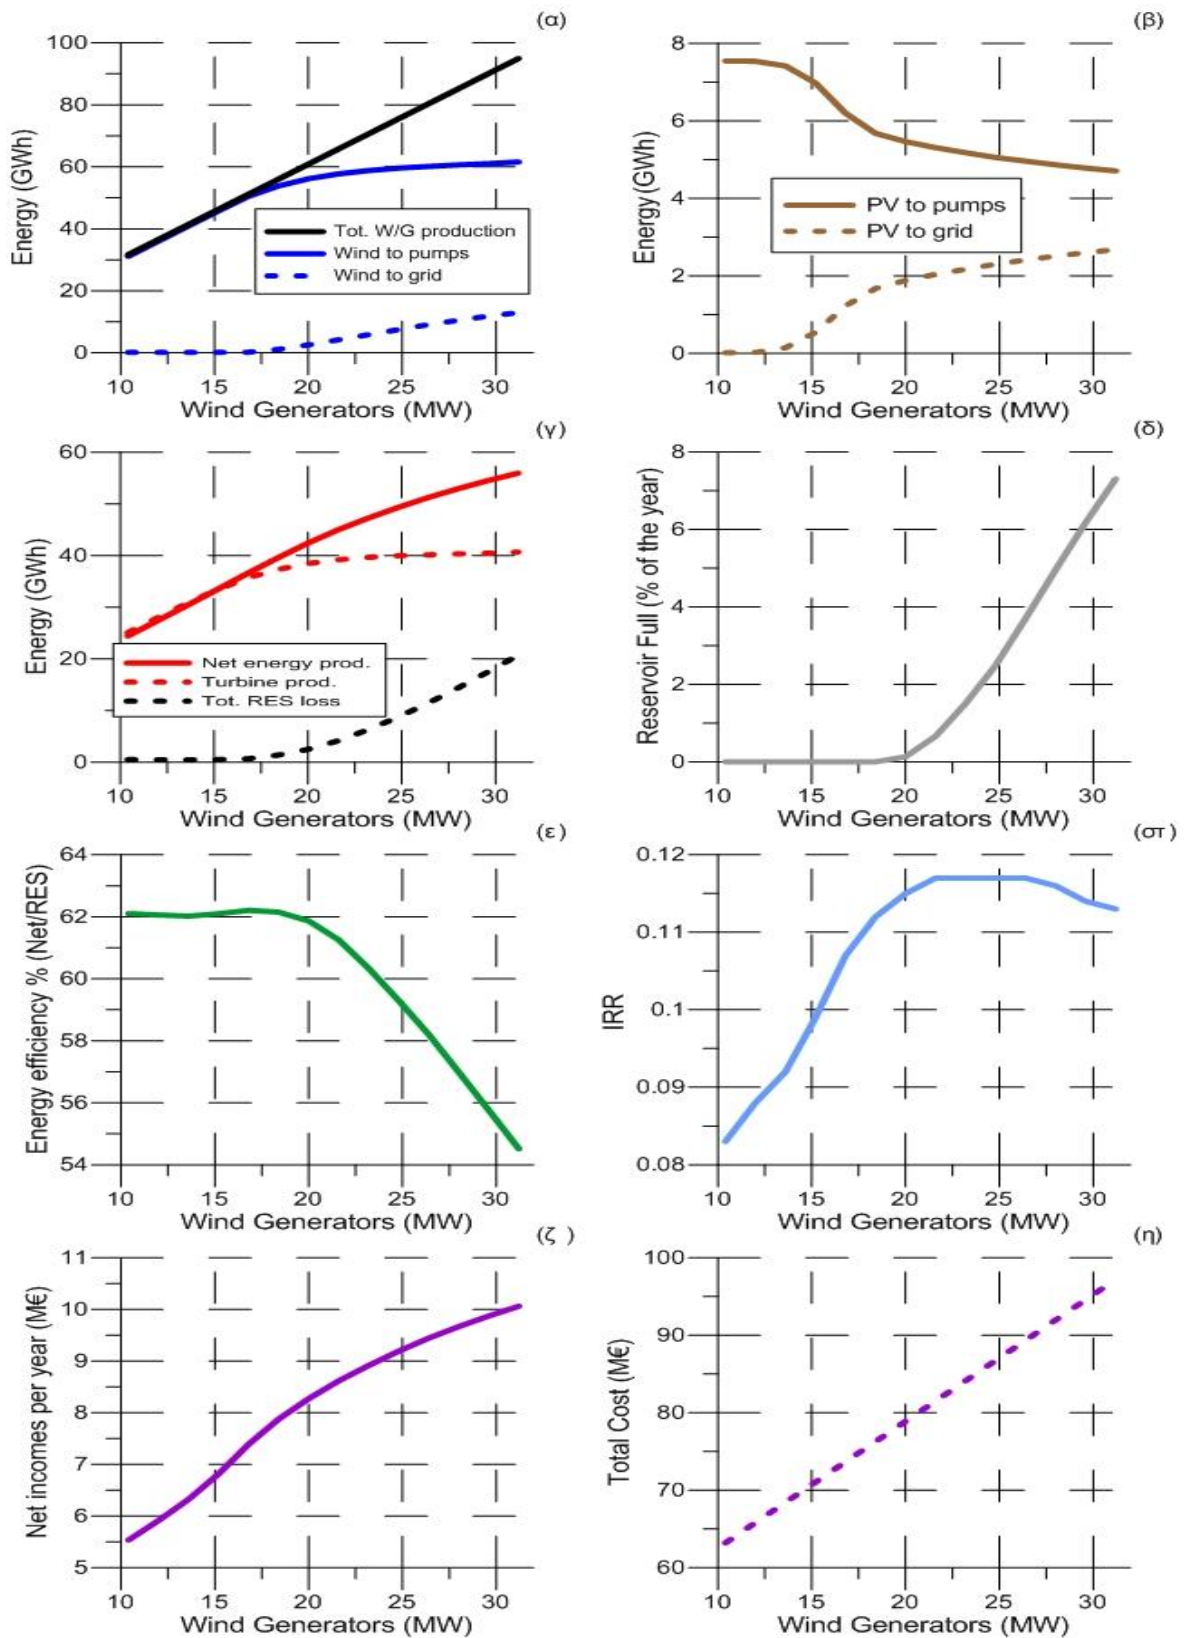 (α)
100
80
60
40
20
0
Energy (GWh)
Tot. W/G production
Wind to pumps
Wind to grid
10 15 20 25 30
Wind Generators (MW)
(β)
8
6
4
2
0
Energy (GWh)
PV to pumps
PV to grid
10 15 20 25 30
Wind Generators (MW)
(γ)
60
40
20
0
Energy (GWh)
Net energy prod.
Turbine prod.
Tot. RES loss
10 15 20 25 30
Wind Generators (MW)
(δ)
8
6
4
2
0
Reservoir Full (% of the year)
10 15 20 25 30
Wind Generators (MW)
(ε)
64
62
60
58
56
54
Energy efficiency % (Net/RES)
10 15 20 25 30
Wind Generators (MW)
(στ)
0.12
0.11
0.1
0.09
0.08
IRR
10 15 20 25 30
Wind Generators (MW)
(ζ )
11
10
9
8
7
6
5
Net incomes per year (M€)
10 15 20 25 30
Wind Generators (MW)
(η)
100
90
80
70
60
Total Cost (M€)
10 15 20 25 30
Wind Generators (MW)